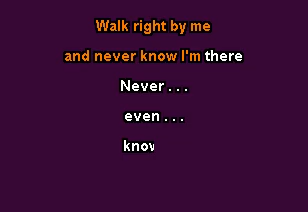 Walk right by me
and never know I'm there
Never . . .
even . . .